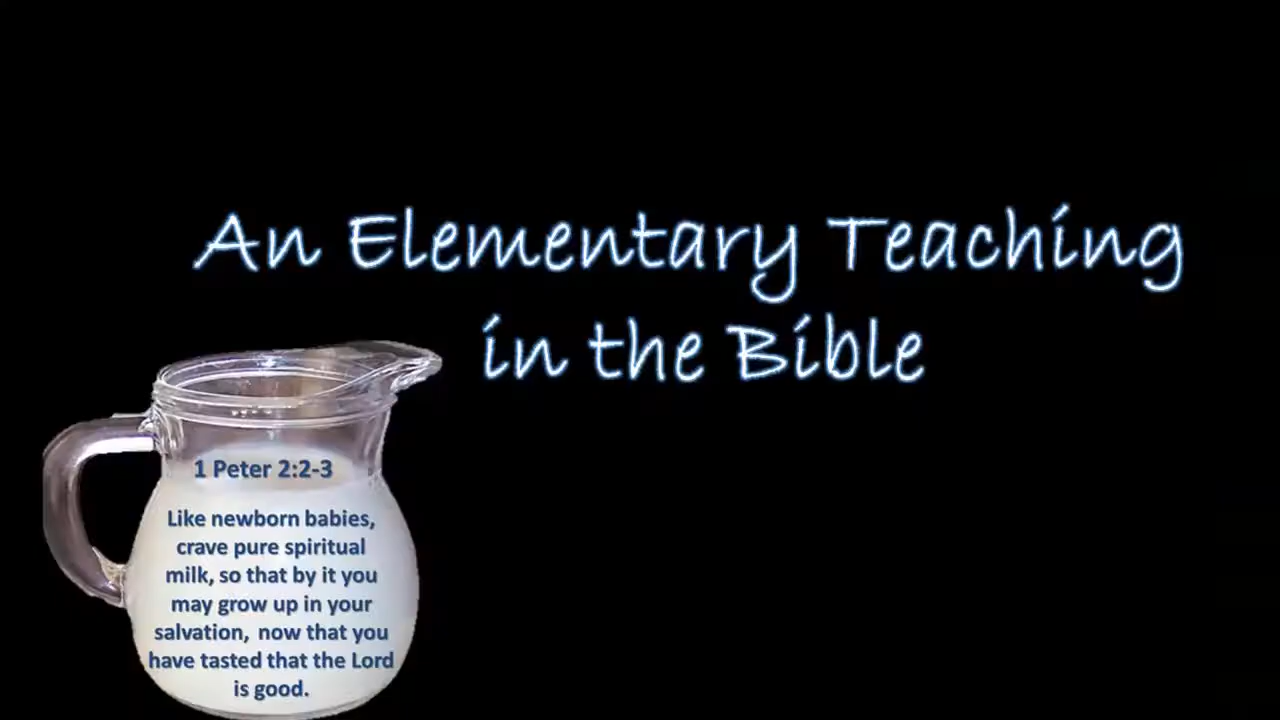 An Elementary Teaching
in the Bible
1 Peter 2:2-3
Like newborn babies,
crave pure spiritual
milk, so that by it you
may grow up in your
salvation, now that you
have tasted that the Lord
is good.